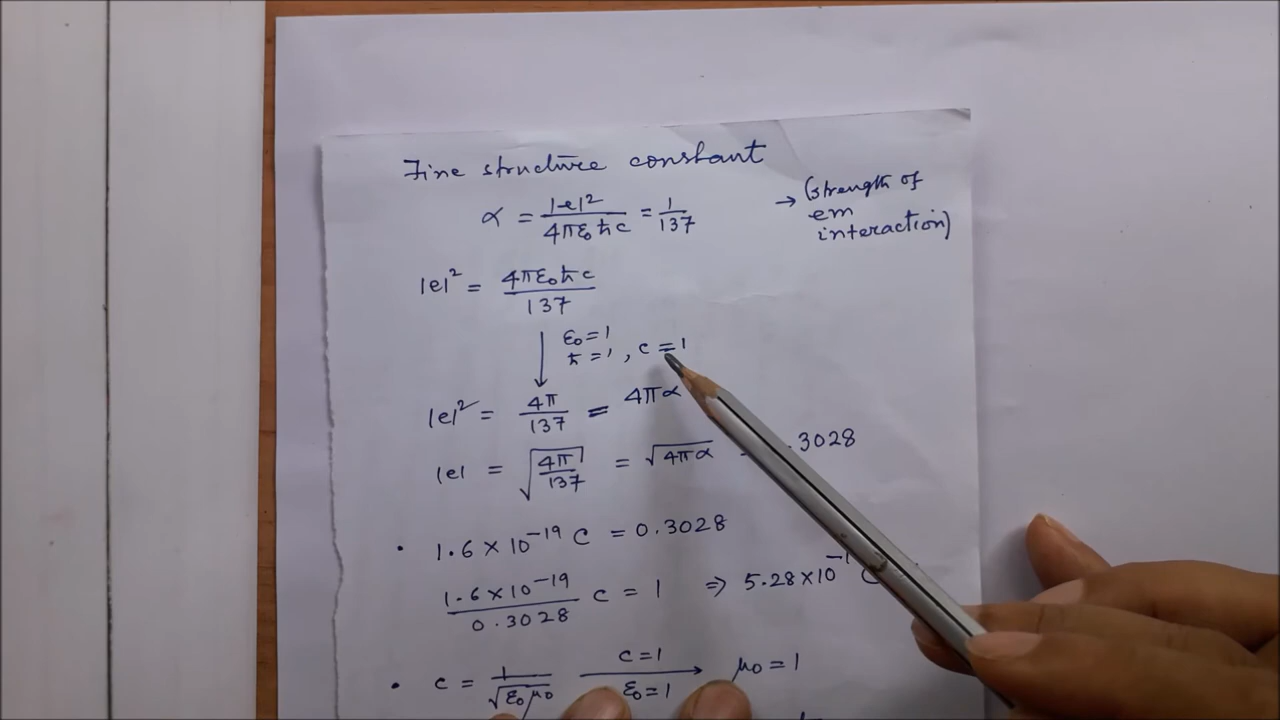 Fine structure constant
α = |e|² / 4πε₀ħc = 1/137 → (strength of
em
interaction)
|e|² = 4πε₀ħc / 137
ε₀ = 1
ħ = 1, c = 1
|e|² = 4π/137 = 4πα
|e| = √(4π/137) = √(4πα) .3028
• 1.6 × 10⁻¹⁹ C = 0.3028
1.6 × 10⁻¹⁹ / 0.3028 C = 1 ⇒ 5.28 × 10
• c = 1/√(ε₀μ₀) c = 1 / ε₀ = 1 → μ₀ = 1